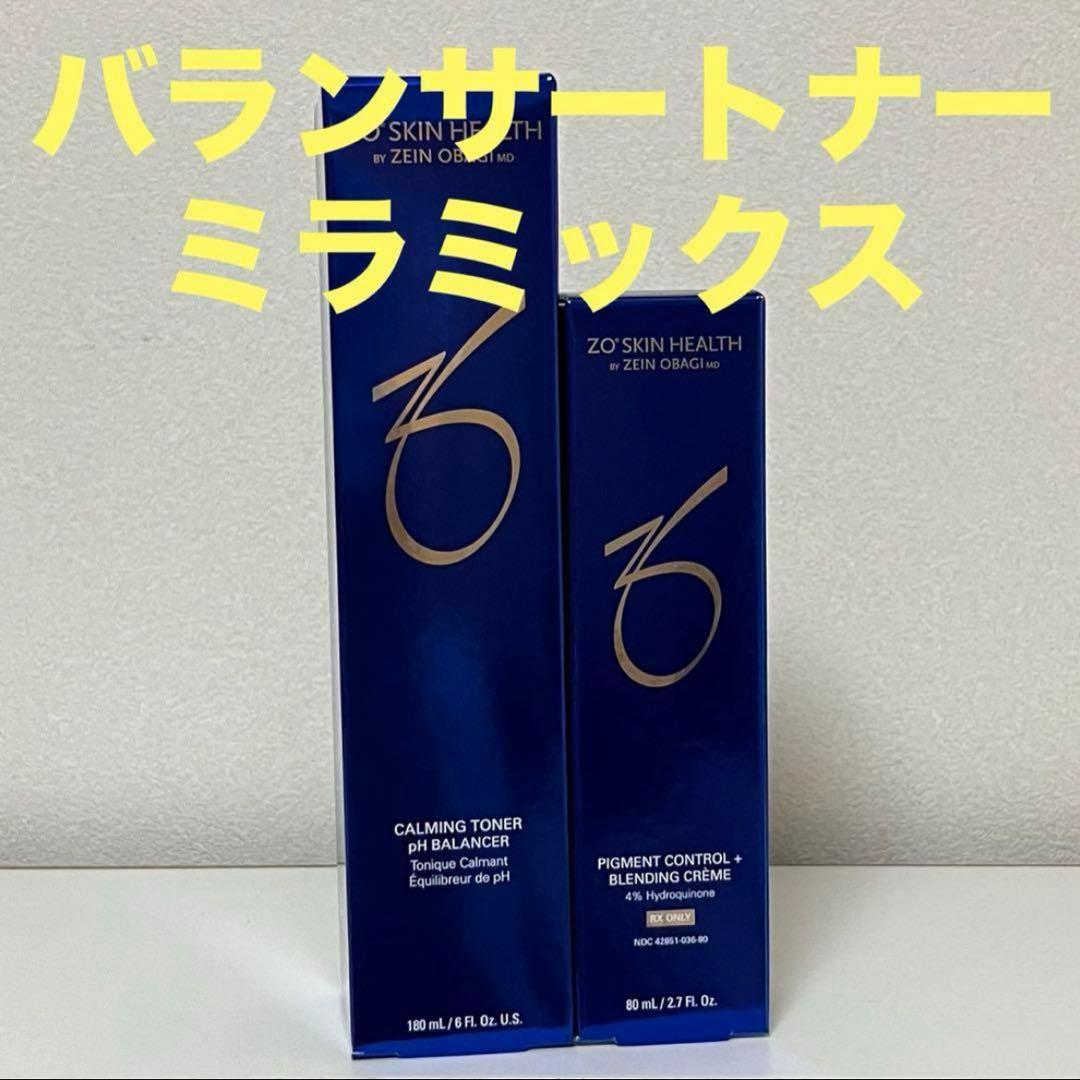 バランサートナー
ミラミックス
ZO® SKIN HEALTH
BY ZEIN OBAGI MD
CALMING TONER
pH BALANCER
Tonique Calmant
Équilibreur de pH
180 mL / 6 Fl. Oz. U.S.
ZO® SKIN HEALTH
BY ZEIN OBAGI MD
PIGMENT CONTROL +
BLENDING CRÈME
4% Hydroquinone
RX ONLY
NDC 42851-036-80
80 mL / 2.7 Fl. Oz.